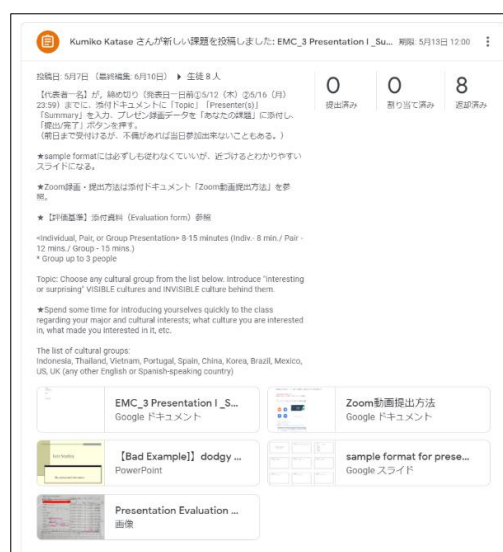 Kumiko Katase さんが新しい課題を投稿しました: EMC_3 Presentation I _Su... 期限: 5月13日 12:00
投稿日: 5月7日 （最終編集: 6月10日） 生徒 8 人
0 提出済み
0 割り当て済み
8 返却済み
【代表者一名】が，締め切り（発表日一日前①5/12（木）②5/16（月）
23:59）までに、添付ドキュメントに「Topic」「Presenter(s)」
「Summary」を入力、プレゼン録画データを「あなたの課題」に添付し、
「提出/完了」ボタンを押す。
（前日まで受付けるが、不備があれば当日参加出来ないこともある。）
★sample formatには必ずしも従わなくていいが、近づけるとわかりやすい
スライドになる。
★Zoom録画・提出方法は添付ドキュメント「Zoom動画提出方法」を参
照。
★【評価基準】添付資料（Evaluation form）参照
<Individual, Pair, or Group Presentation> 8-15 minutes (Indiv.- 8 min./ Pair -
12 mins./ Group - 15 mins.)
* Group up to 3 people
Topic: Choose any cultural group from the list below. Introduce "interesting
or surprising" VISIBLE cultures and INVISIBLE culture behind them.
★Spend some time for introducing yourselves quickly to the class
regarding your major and cultural interests; what culture you are interested
in, what made you interested in it, etc.
The list of cultural groups:
Indonesia, Thailand, Vietnam, Portugal, Spain, China, Korea, Brazil, Mexico,
US, UK (any other English or Spanish-speaking country)
EMC_3 Presentation I _S...
Google ドキュメント
Zoom動画提出方法
Google ドキュメント
【Bad Example]】 dodgy ...
PowerPoint
sample format for prese...
Google スライド
Presentation Evaluation ...
画像